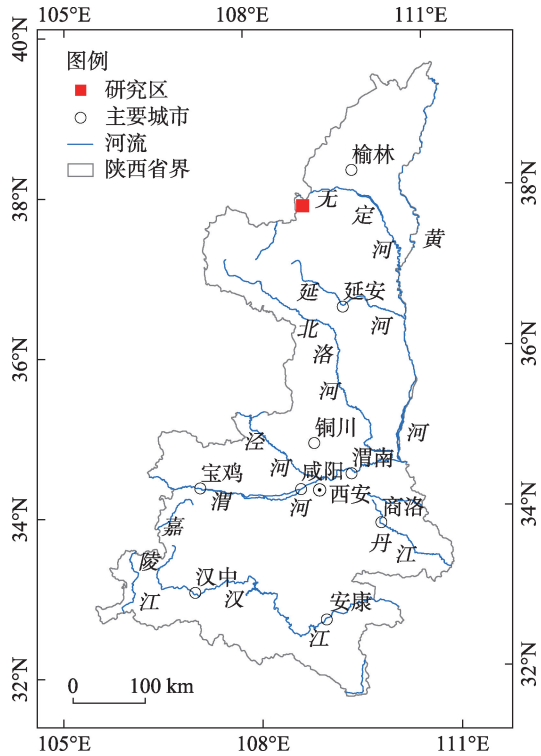 105°E 108°E 111°E
40°N
图例
研究区
主要城市
河流
陕西省界
榆林
38°N 38°N
无定河
黄河
延安
延河
北洛河
36°N 36°N
铜川
泾河
渭南
宝鸡
咸阳
西安
渭河
34°N 34°N
商洛
丹江
嘉陵江
汉中
汉江
安康
32°N 32°N
0 100 km
105°E 108°E 111°E